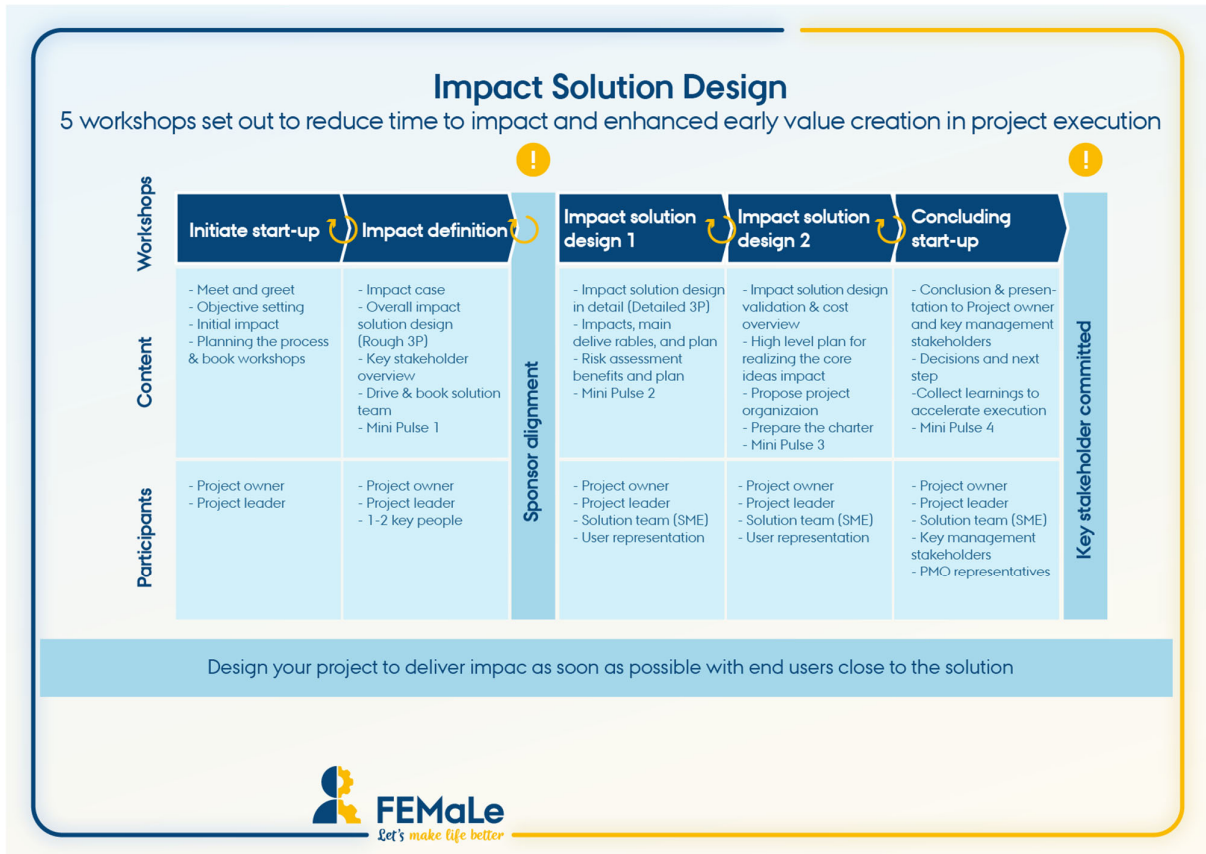 Impact Solution Design
5 workshops set out to reduce time to impact and enhanced early value creation in project execution
!
!
Workshops
Initiate start-up
Impact definition
Impact solution
design 1
Impact solution
design 2
Concluding
start-up
Content
- Meet and greet
- Objective setting
- Initial impact
- Planning the process
& book workshops
- Impact case
- Overall impact
solution design
(Rough 3P)
- Key stakeholder
overview
- Drive & book solution
team
- Mini Pulse 1
Sponsor alignment
- Impact solution design
in detail (Detailed 3P)
- Impacts, main
delive rables, and plan
- Risk assessment
benefits and plan
- Mini Pulse 2
- Impact solution design
validation & cost
overview
- High level plan for
realizing the core
ideas impact
- Propose project
organizaion
- Prepare the charter
- Mini Pulse 3
- Conclusion & presen-
tation to Project owner
and key management
stakeholders
- Decisions and next
step
-Collect learnings to
accelerate execution
- Mini Pulse 4
Key stakeholder committed
Participants
- Project owner
- Project leader
- Project owner
- Project leader
- 1-2 key people
- Project owner
- Project leader
- Solution team (SME)
- User representation
- Project owner
- Project leader
- Solution team (SME)
- User representation
- Project owner
- Project leader
- Solution team (SME)
- Key management
stakeholders
- PMO representatives
Design your project to deliver impac as soon as possible with end users close to the solution
FEMaLe
Let's make life better